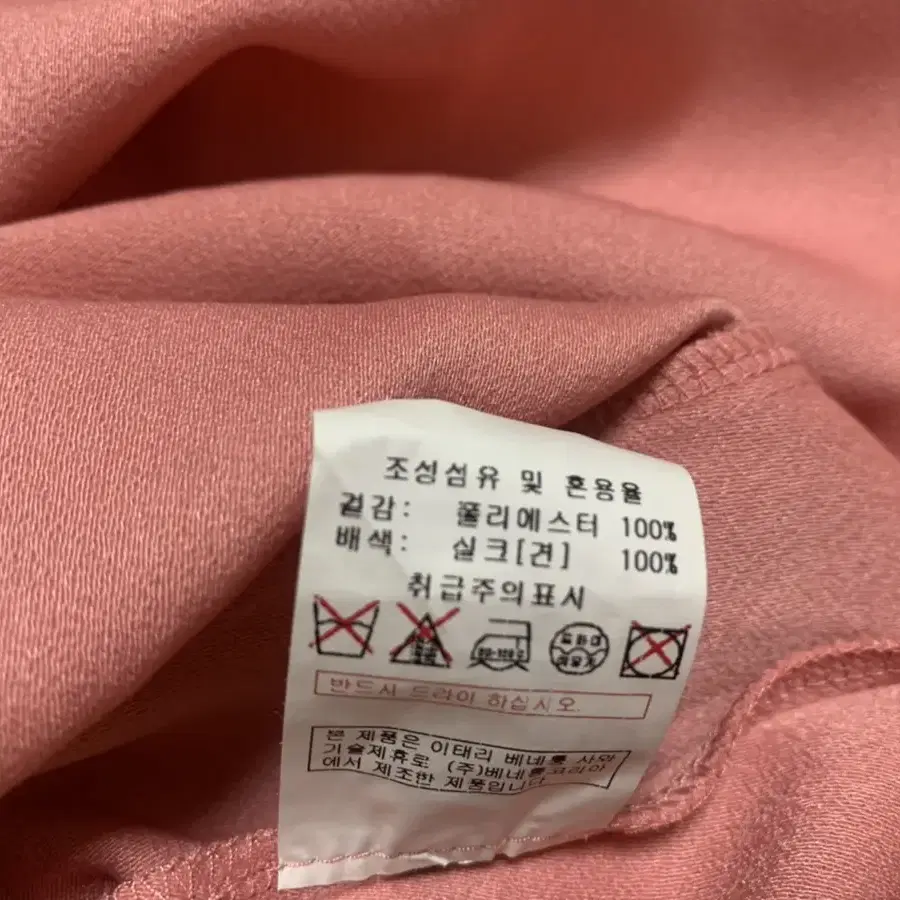 조성섬유 및 혼용율
겉감: 폴리에스터 100%
배색: 실크[견] 100%
취급주의표시
반드시 드라이 하십시오.
본 제품은 이태리 베네통 사와
기술제휴로 (주)베네통코리아
에서 제조한 제품입니다